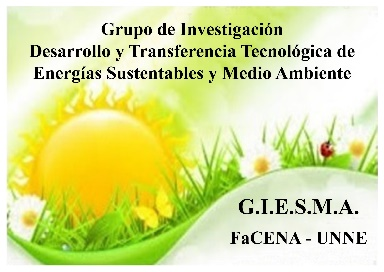 Grupo de Investigación
Desarrollo y Transferencia Tecnológica de
Energías Sustentables y Medio Ambiente
G.I.E.S.M.A.
FaCENA - UNNE